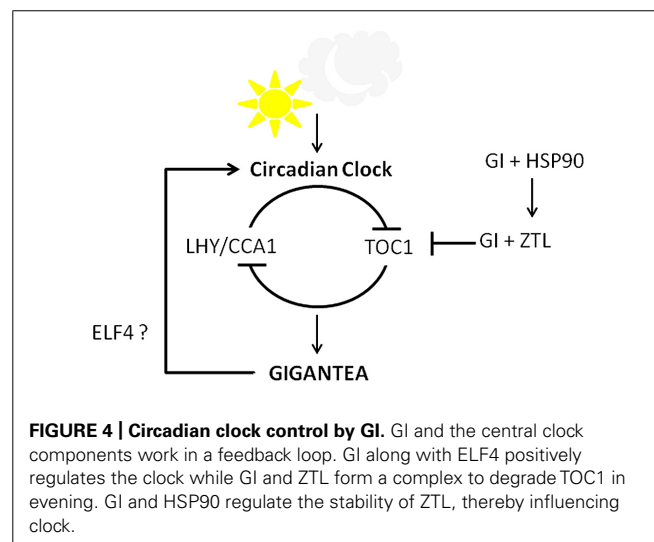 Circadian Clock
GI + HSP90
LHY/CCA1
TOC1
GI + ZTL
ELF4 ?
GIGANTEA
FIGURE 4 | Circadian clock control by GI. GI and the central clock
components work in a feedback loop. GI along with ELF4 positively
regulates the clock while GI and ZTL form a complex to degrade TOC1 in
evening. GI and HSP90 regulate the stability of ZTL, thereby influencing
clock.